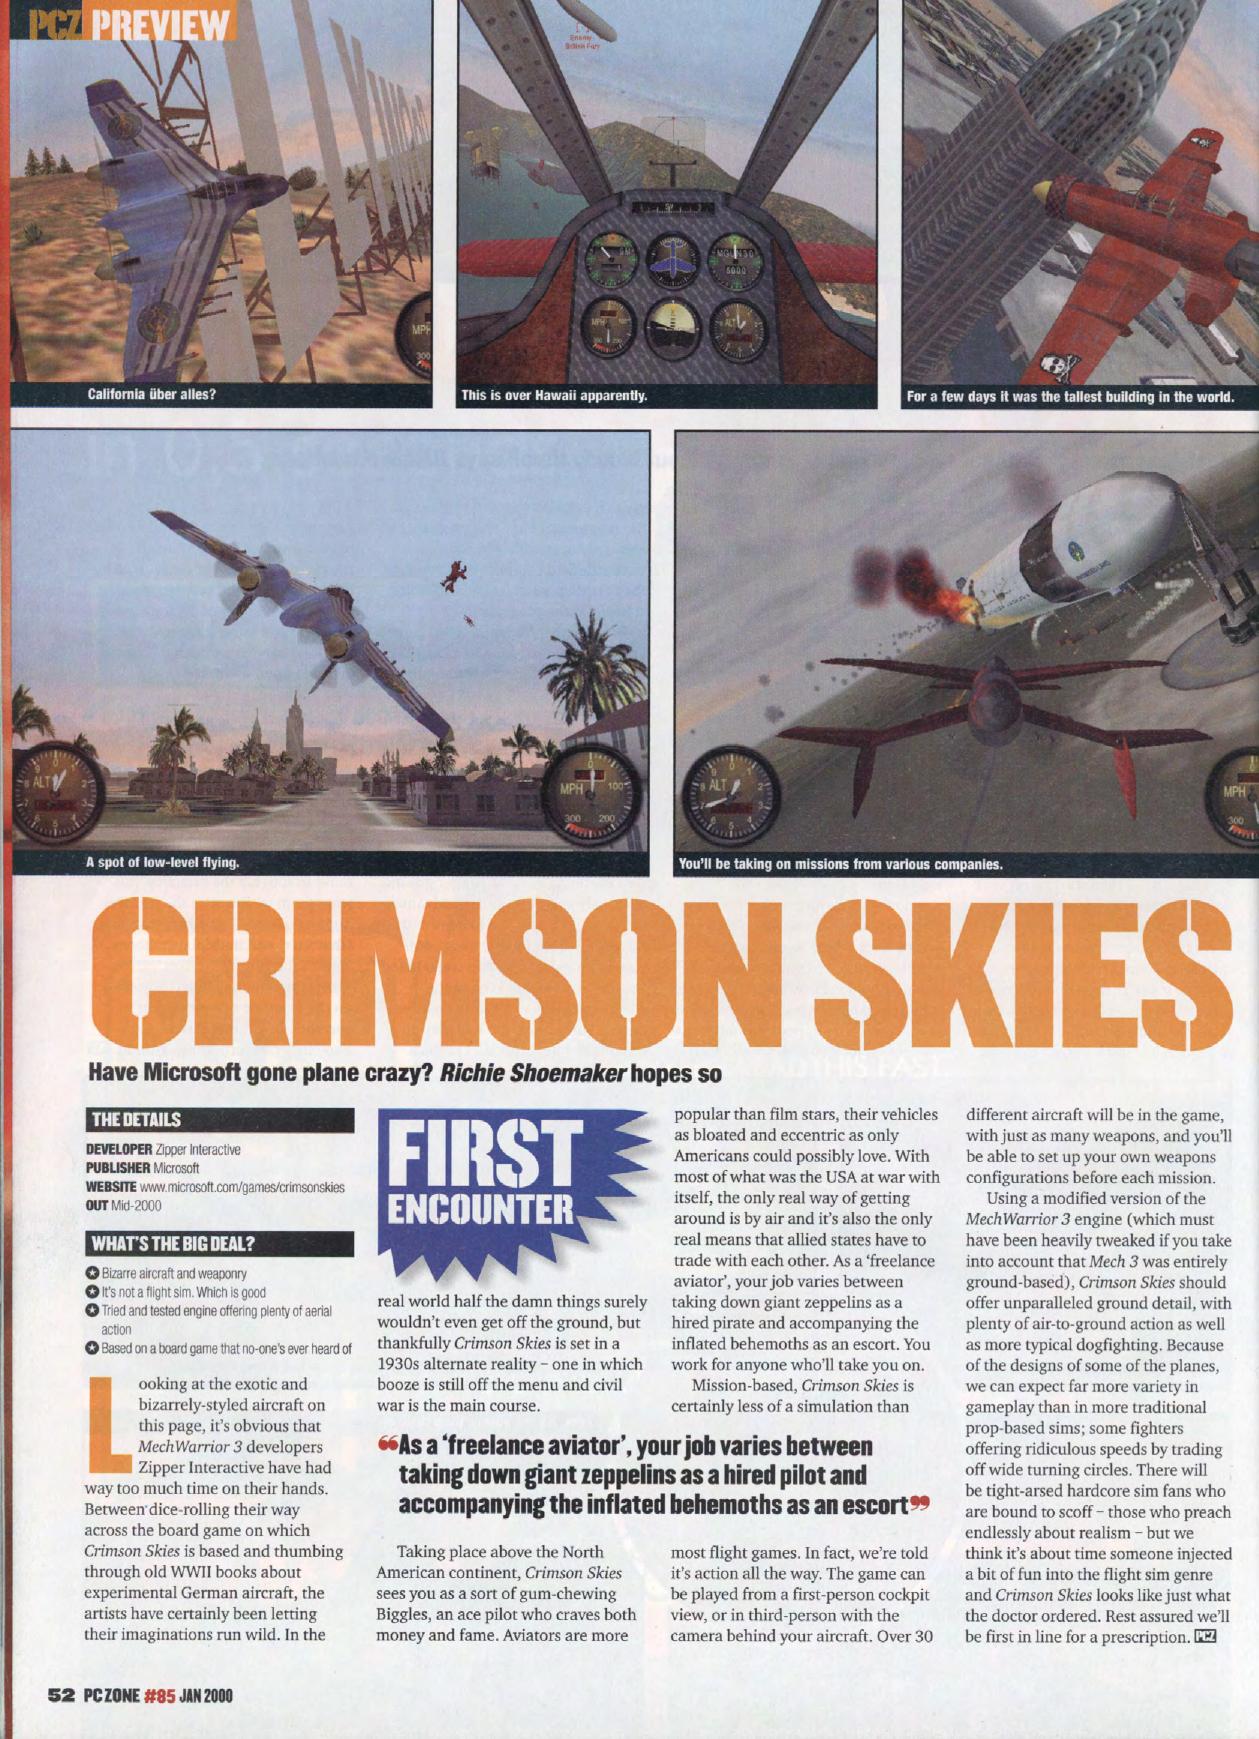 PCZ PREVIEW
Enemy
British Fury
MPH
300
MGUN30
5000
MPH
ALT
California über alles?
This is over Hawaii apparently.
For a few days it was the tallest building in the world.
ALT
MPH
100
300 200
ALT
MPH
300
A spot of low-level flying.
You'll be taking on missions from various companies.
CRIMSON SKIES
Have Microsoft gone plane crazy? Richie Shoemaker hopes so
THE DETAILS
DEVELOPER Zipper Interactive
PUBLISHER Microsoft
WEBSITE www.microsoft.com/games/crimsonskies
OUT Mid-2000
WHAT'S THE BIG DEAL?
✪ Bizarre aircraft and weaponry
✪ It's not a flight sim. Which is good
✪ Tried and tested engine offering plenty of aerial
action
✪ Based on a board game that no-one's ever heard of
Looking at the exotic and
bizarrely-styled aircraft on
this page, it's obvious that
MechWarrior 3 developers
Zipper Interactive have had
way too much time on their hands.
Between dice-rolling their way
across the board game on which
Crimson Skies is based and thumbing
through old WWII books about
experimental German aircraft, the
artists have certainly been letting
their imaginations run wild. In the
FIRST
ENCOUNTER
real world half the damn things surely
wouldn't even get off the ground, but
thankfully Crimson Skies is set in a
1930s alternate reality – one in which
booze is still off the menu and civil
war is the main course.
❝As a 'freelance aviator', your job varies between
taking down giant zeppelins as a hired pilot and
accompanying the inflated behemoths as an escort❞
Taking place above the North
American continent, Crimson Skies
sees you as a sort of gum-chewing
Biggles, an ace pilot who craves both
money and fame. Aviators are more
popular than film stars, their vehicles
as bloated and eccentric as only
Americans could possibly love. With
most of what was the USA at war with
itself, the only real way of getting
around is by air and it's also the only
real means that allied states have to
trade with each other. As a 'freelance
aviator', your job varies between
taking down giant zeppelins as a
hired pirate and accompanying the
inflated behemoths as an escort. You
work for anyone who'll take you on.
Mission-based, Crimson Skies is
certainly less of a simulation than
most flight games. In fact, we're told
it's action all the way. The game can
be played from a first-person cockpit
view, or in third-person with the
camera behind your aircraft. Over 30
different aircraft will be in the game,
with just as many weapons, and you'll
be able to set up your own weapons
configurations before each mission.
Using a modified version of the
MechWarrior 3 engine (which must
have been heavily tweaked if you take
into account that Mech 3 was entirely
ground-based), Crimson Skies should
offer unparalleled ground detail, with
plenty of air-to-ground action as well
as more typical dogfighting. Because
of the designs of some of the planes,
we can expect far more variety in
gameplay than in more traditional
prop-based sims; some fighters
offering ridiculous speeds by trading
off wide turning circles. There will
be tight-arsed hardcore sim fans who
are bound to scoff – those who preach
endlessly about realism – but we
think it's about time someone injected
a bit of fun into the flight sim genre
and Crimson Skies looks like just what
the doctor ordered. Rest assured we'll
be first in line for a prescription. PCZ
52 PC ZONE #85 JAN 2000